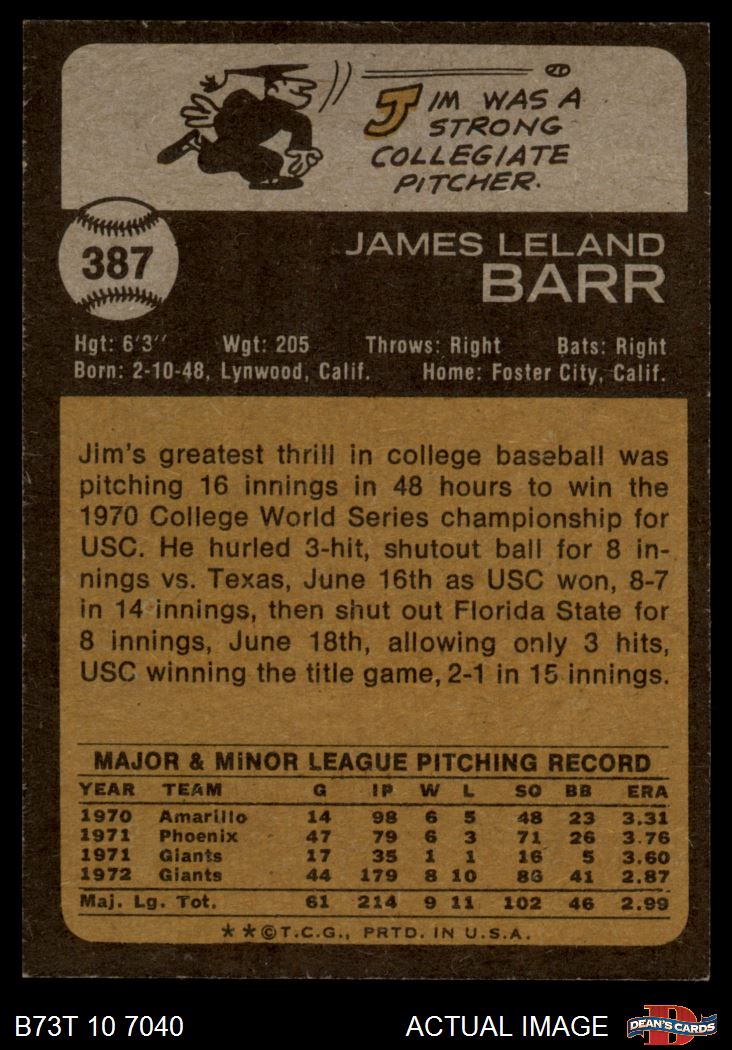 JIM WAS A
STRONG
COLLEGIATE
PITCHER.
387
JAMES LELAND
BARR
Hgt: 6'3" Wgt: 205 Throws: Right Bats: Right
Born: 2-10-48, Lynwood, Calif. Home: Foster City, Calif.
Jim's greatest thrill in college baseball was
pitching 16 innings in 48 hours to win the
1970 College World Series championship for
USC. He hurled 3-hit, shutout ball for 8 in-
nings vs. Texas, June 16th as USC won, 8-7
in 14 innings, then shut out Florida State for
8 innings, June 18th, allowing only 3 hits,
USC winning the title game, 2-1 in 15 innings.
MAJOR & MINOR LEAGUE PITCHING RECORD
YEAR TEAM G IP W L SO BB ERA
1970 Amarillo 14 98 6 5 48 23 3.31
1971 Phoenix 47 79 6 3 71 26 3.76
1971 Giants 17 35 1 1 16 5 3.60
1972 Giants 44 179 8 10 86 41 2.87
Maj. Lg. Tot. 61 214 9 11 102 46 2.99
★★©T.C.G., PRTD. IN U.S.A.
B73T 10 7040 ACTUAL IMAGE DEAN'S CARDS